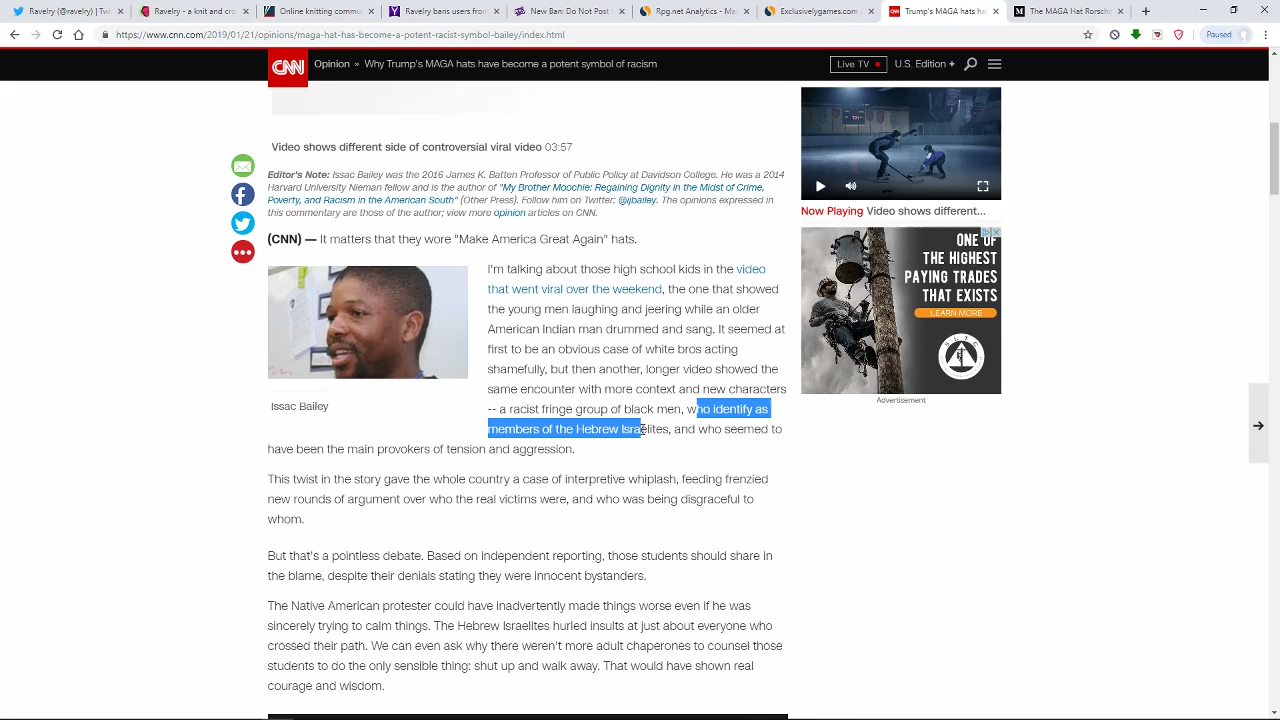 Ravelry (@ravelry) | Twi
Ravelry - a knit and cro
Online knitting commu
Ravelry bans users from
New Ban: Do Not Post I
Rpg.net Analytics - Ma
Exclusivelygames.com A
MAGA hat has become
The MAGA Hat Rorsch
https://www.cnn.com/2019/01/21/opinions/maga-hat-has-become-a-potent-racist-symbol-bailey/index.html
Paused
CNN
Opinion » Why Trump's MAGA hats have become a potent symbol of racism
Live TV
U.S. Edition +
Video shows different side of controversial viral video 03:57
Editor's Note: Issac Bailey was the 2016 James K. Batten Professor of Public Policy at Davidson College. He was a 2014
Harvard University Nieman fellow and is the author of "My Brother Moochie: Regaining Dignity in the Midst of Crime,
Poverty, and Racism in the American South" (Other Press). Follow him on Twitter: @ijbailey. The opinions expressed in
this commentary are those of the author; view more opinion articles on CNN.
(CNN) — It matters that they wore "Make America Great Again" hats.
Issac Bailey
I'm talking about those high school kids in the video
that went viral over the weekend, the one that showed
the young men laughing and jeering while an older
American Indian man drummed and sang. It seemed at
first to be an obvious case of white bros acting
shamefully, but then another, longer video showed the
same encounter with more context and new characters
-- a racist fringe group of black men, who identify as
members of the Hebrew Israelites, and who seemed to
have been the main provokers of tension and aggression.
This twist in the story gave the whole country a case of interpretive whiplash, feeding frenzied
new rounds of argument over who the real victims were, and who was being disgraceful to
whom.
But that's a pointless debate. Based on independent reporting, those students should share in
the blame, despite their denials stating they were innocent bystanders.
The Native American protester could have inadvertently made things worse even if he was
sincerely trying to calm things. The Hebrew Israelites hurled insults at just about everyone who
crossed their path. We can even ask why there weren't more adult chaperones to counsel those
students to do the only sensible thing: shut up and walk away. That would have shown real
courage and wisdom.
Now Playing Video shows different...
ONE OF
THE HIGHEST
PAYING TRADES
THAT EXISTS
LEARN MORE
Advertisement